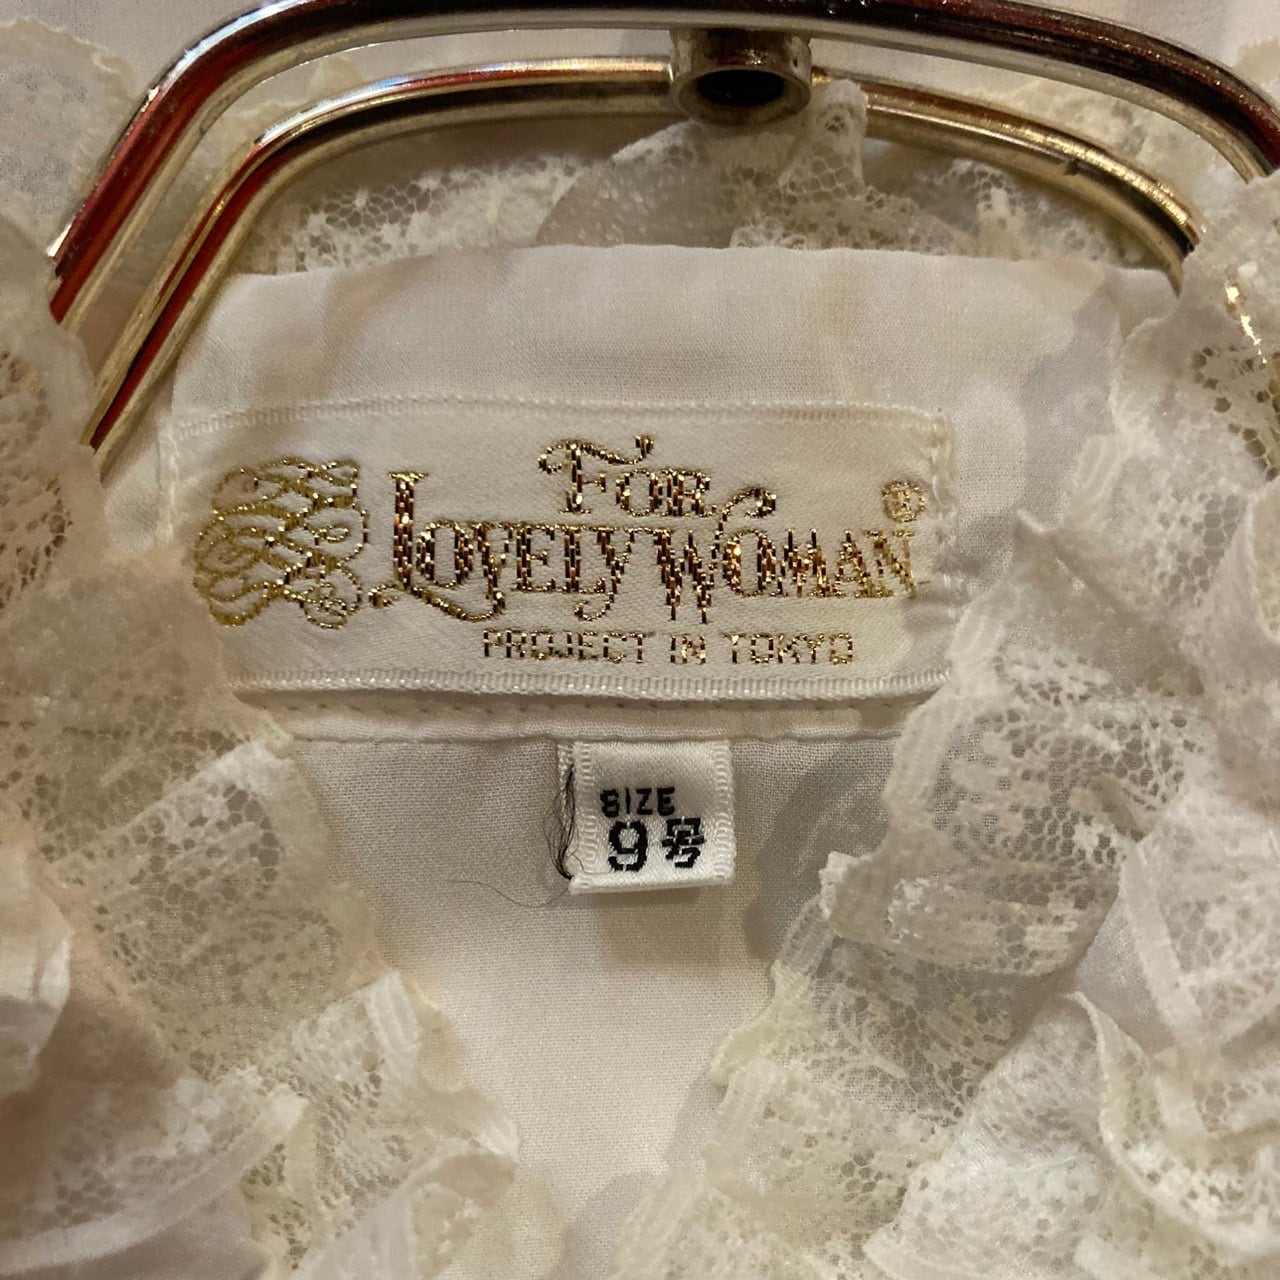 FOR
LOVELY WOMAN®
PROJECT IN TOKYO
SIZE
9号